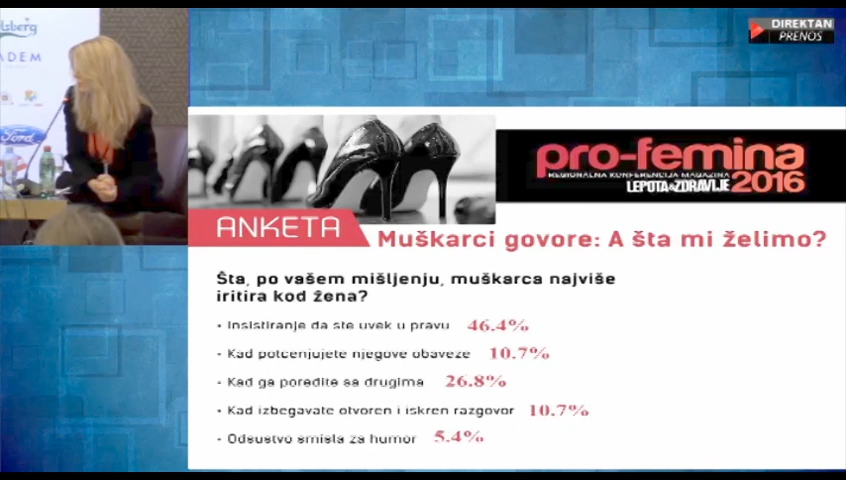 Ford
DIREKTAN
PRENOS
pro-femina
REGIONALNA KONFERENCIJA MAGAZINA
LEPOTA&ZDRAVLJE 2016
ANKETA
Muškarci govore: A šta mi želimo?
Šta, po vašem mišljenju, muškarca najviše
iritira kod žena?
• Insistiranje da ste uvek u pravu 46.4%
• Kad potcenjujete njegove obaveze 10.7%
• Kad ga poredite sa drugima 26.8%
• Kad izbegavate otvoren i iskren razgovor 10.7%
• Odsustvo smisla za humor 5.4%